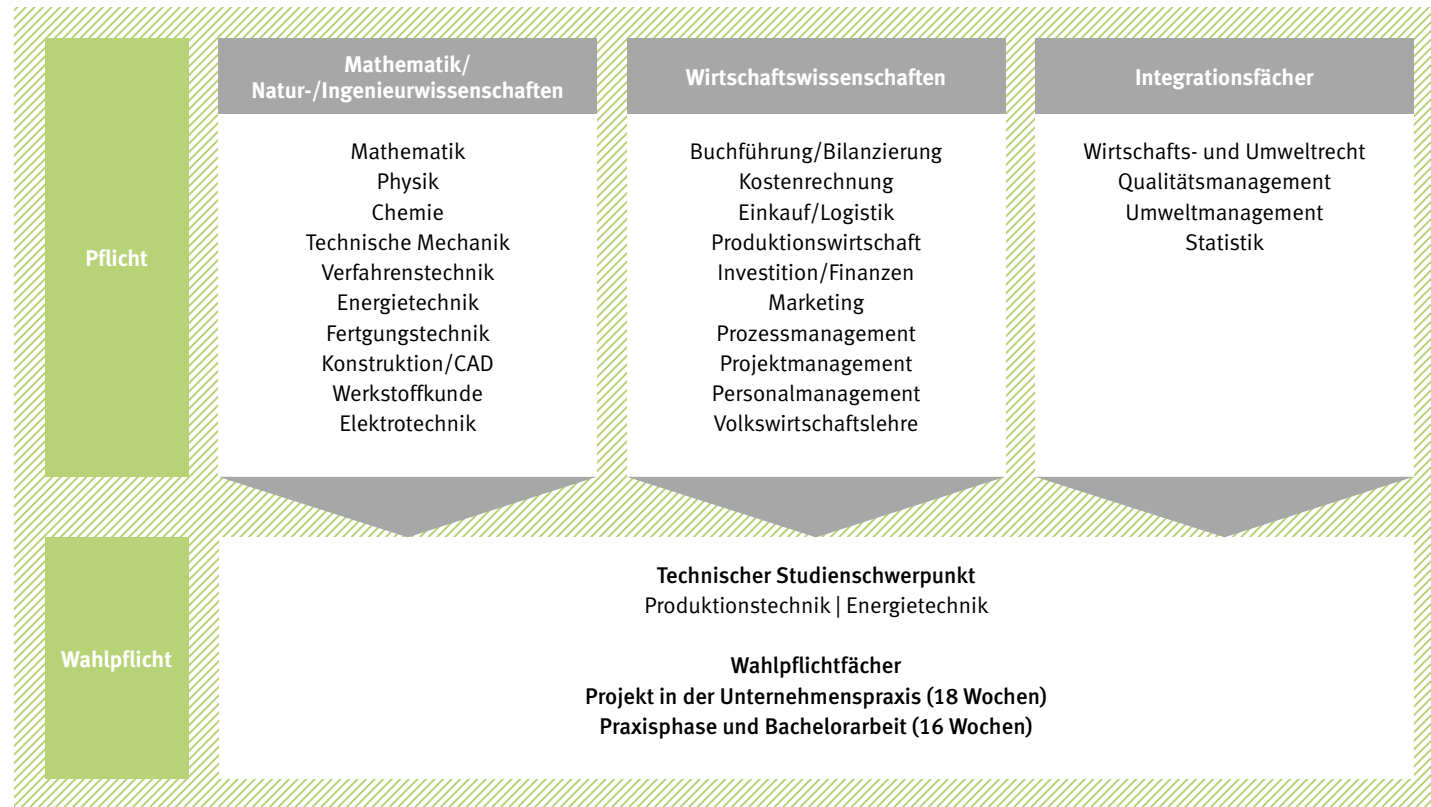 Pflicht
Mathematik/
Natur-/Ingenieurwissenschaften
Mathematik
Physik
Chemie
Technische Mechanik
Verfahrenstechnik
Energietechnik
Fertgungstechnik
Konstruktion/CAD
Werkstoffkunde
Elektrotechnik
Wirtschaftswissenschaften
Buchführung/Bilanzierung
Kostenrechnung
Einkauf/Logistik
Produktionswirtschaft
Investition/Finanzen
Marketing
Prozessmanagement
Projektmanagement
Personalmanagement
Volkswirtschaftslehre
Integrationsfächer
Wirtschafts- und Umweltrecht
Qualitätsmanagement
Umweltmanagement
Statistik
Wahlpflicht
Technischer Studienschwerpunkt
Produktionstechnik | Energietechnik
Wahlpflichtfächer
Projekt in der Unternehmenspraxis (18 Wochen)
Praxisphase und Bachelorarbeit (16 Wochen)